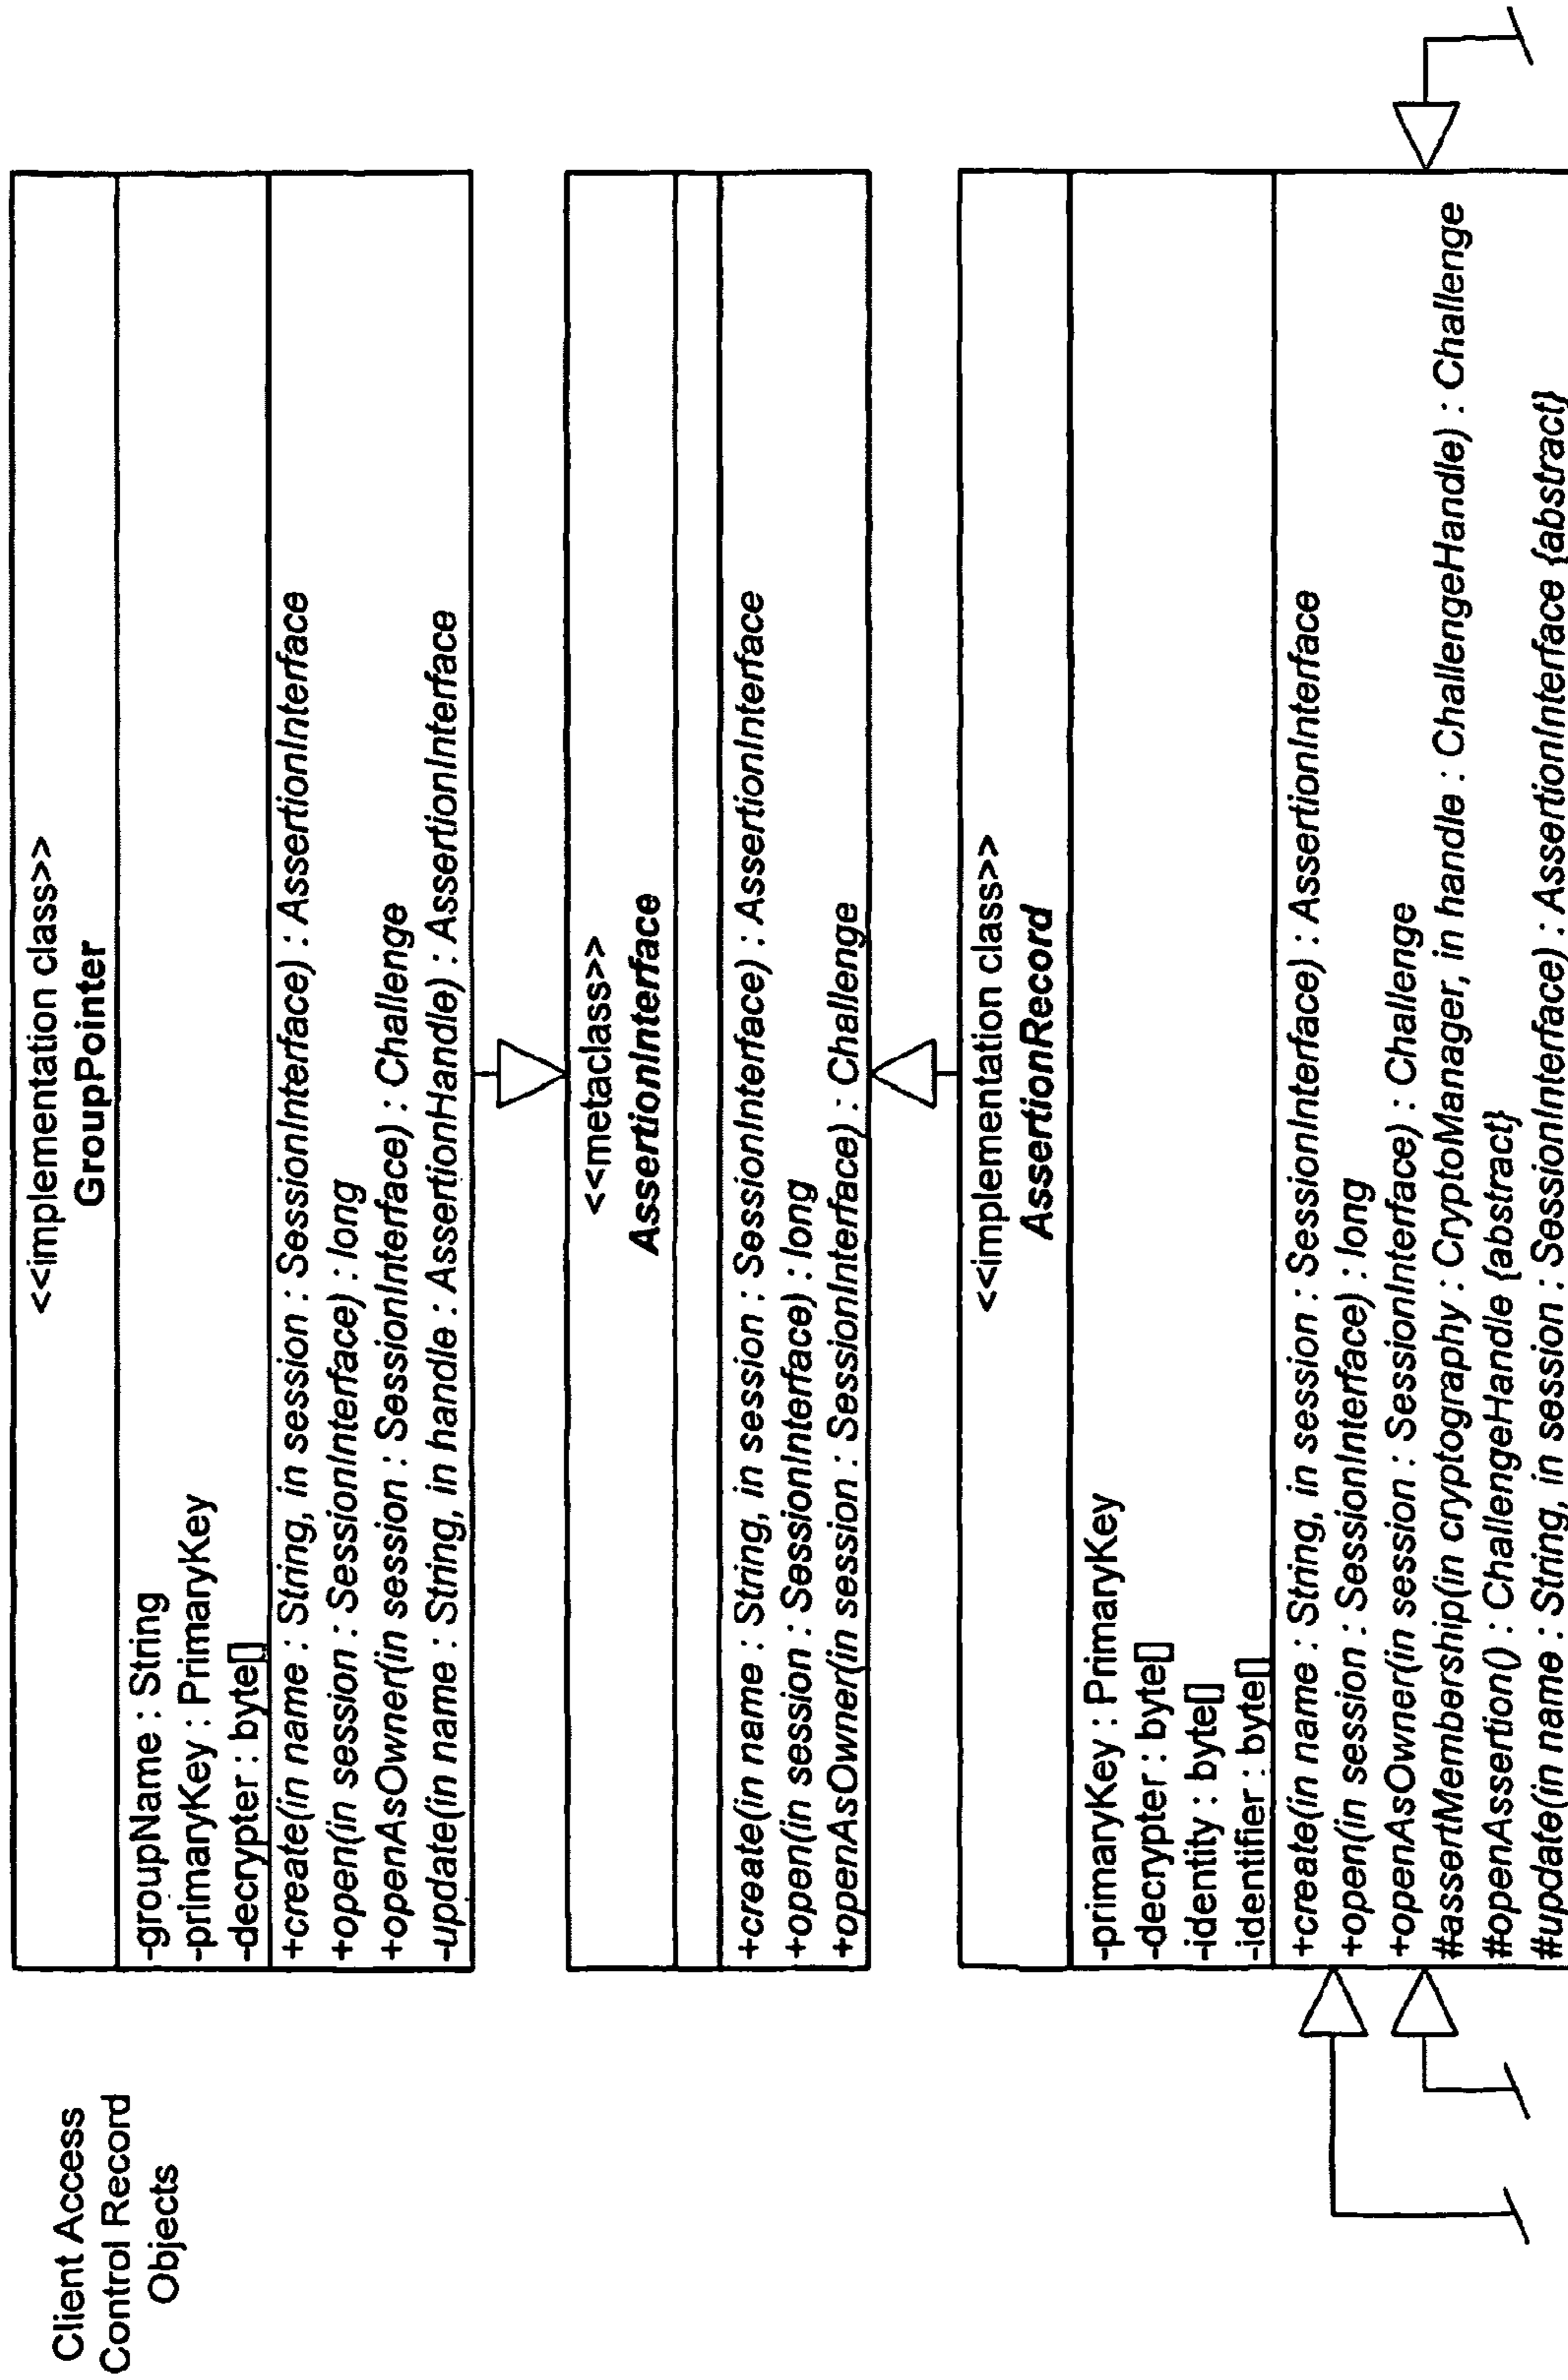 Client Access
Control Record
Objects
<<implementation class>>
GroupPointer
-groupName : String
-primaryKey : PrimaryKey
-decrypter : byte[]
+create(in name : String, in session : SessionInterface) : AssertionInterface
+open(in session : SessionInterface) : long
+openAsOwner(in session : SessionInterface) : Challenge
-update(in name : String, in handle : AssertionHandle) : AssertionInterface
<<metaclass>>
AssertionInterface
+create(in name : String, in session : SessionInterface) : AssertionInterface
+open(in session : SessionInterface) : long
+openAsOwner(in session : SessionInterface) : Challenge
<<implementation class>>
AssertionRecord
-primaryKey : PrimaryKey
-decrypter : byte[]
-identity : byte[]
-identifier : byte[]
+create(in name : String, in session : SessionInterface) : AssertionInterface
+open(in session : SessionInterface) : long
+openAsOwner(in session : SessionInterface) : Challenge
#assertMembership(in cryptography : CryptoManager, in handle : ChallengeHandle) : Challenge
#openAssertion() : ChallengeHandle {abstract}
#update(in name : String, in session : SessionInterface) : AssertionInterface {abstract}